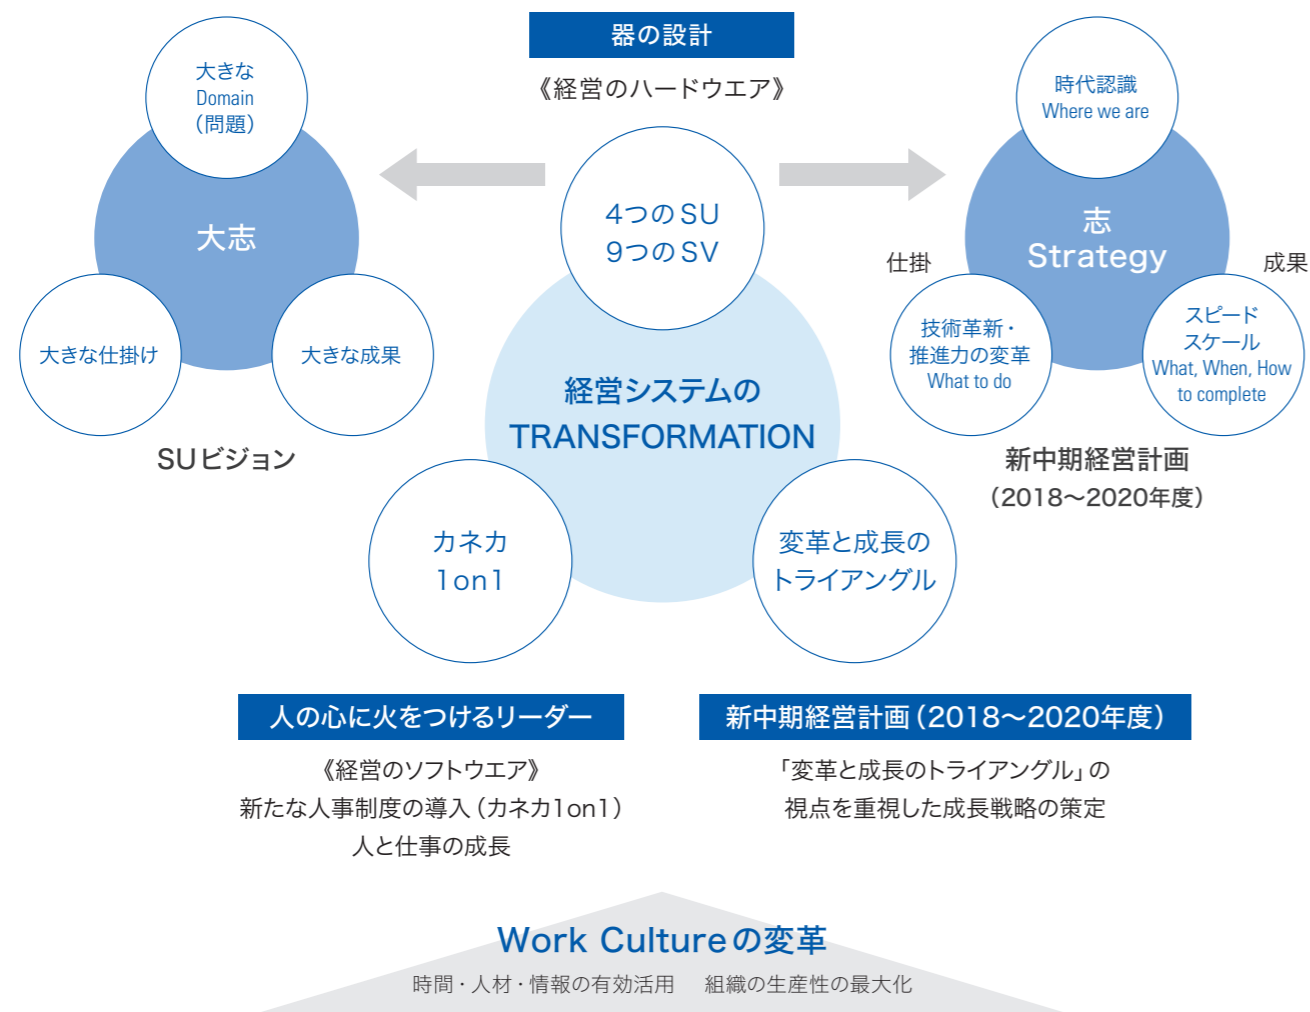 器の設計
《経営のハードウエア》
大きな
Domain
（問題）
大志
大きな仕掛け
大きな成果
SUビジョン
4つのSU
9つのSV
経営システムの
TRANSFORMATION
カネカ
1on1
変革と成長の
トライアングル
時代認識
Where we are
志
Strategy
仕掛
成果
技術革新・
推進力の変革
What to do
スピード
スケール
What, When, How
to complete
新中期経営計画
（2018～2020年度）
人の心に火をつけるリーダー
《経営のソフトウエア》
新たな人事制度の導入（カネカ1on1）
人と仕事の成長
新中期経営計画（2018～2020年度）
「変革と成長のトライアングル」の
視点を重視した成長戦略の策定
Work Cultureの変革
時間・人材・情報の有効活用　組織の生産性の最大化